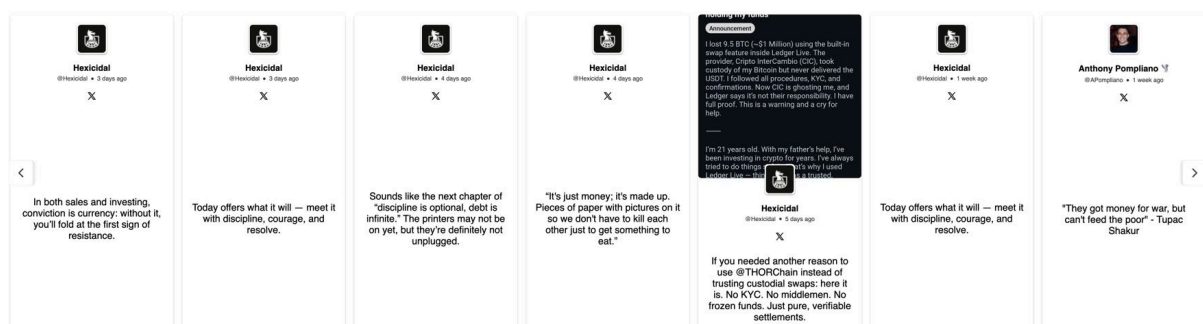 Hexicidal
@Hexicidal • 3 days ago
In both sales and investing,
conviction is currency: without it,
you'll fold at the first sign of
resistance.
Hexicidal
@Hexicidal • 3 days ago
Today offers what it will — meet it
with discipline, courage, and
resolve.
Hexicidal
@Hexicidal • 4 days ago
Sounds like the next chapter of
"discipline is optional, debt is
infinite." The printers may not be
on yet, but they're definitely not
unplugged.
Hexicidal
@Hexicidal • 4 days ago
"It's just money; it's made up.
Pieces of paper with pictures on it
so we don't have to kill each
other just to get something to
eat."
holding my funds
Announcement
I lost 9.5 BTC (~$1 Million) using the built-in
swap feature inside Ledger Live. The
provider, Cripto InterCambio (CIC), took
custody of my Bitcoin but never delivered the
USDT. I followed all procedures, KYC, and
confirmations. Now CIC is ghosting me, and
Ledger says it's not their responsibility. I have
full proof. This is a warning and a cry for
help.
I'm 21 years old. With my father's help, I've
been investing in crypto for years. I've always
tried to do things that's why I used
Ledger Live — a trusted,
Hexicidal
@Hexicidal • 5 days ago
If you needed another reason to
use @THORChain instead of
trusting custodial swaps: here it
is. No KYC. No middlemen. No
frozen funds. Just pure, verifiable
settlements.
Hexicidal
@Hexicidal • 1 week ago
Today offers what it will — meet it
with discipline, courage, and
resolve.
Anthony Pompliano 🌪
@APompliano • 1 week ago
"They got money for war, but
can't feed the poor" - Tupac
Shakur